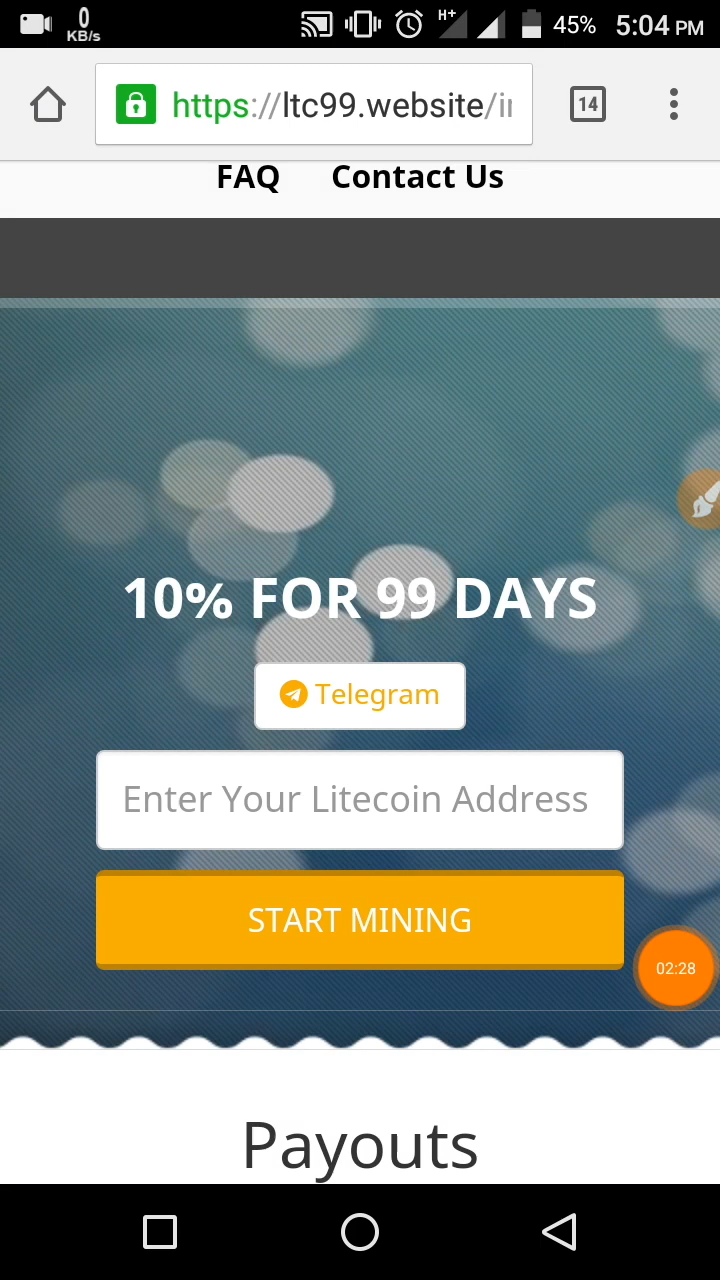 0
KB/s
H+
45%
5:04 PM
https://ltc99.website/i
14
FAQ
Contact Us
10% FOR 99 DAYS
Telegram
Enter Your Litecoin Address
START MINING
02:28
Payouts